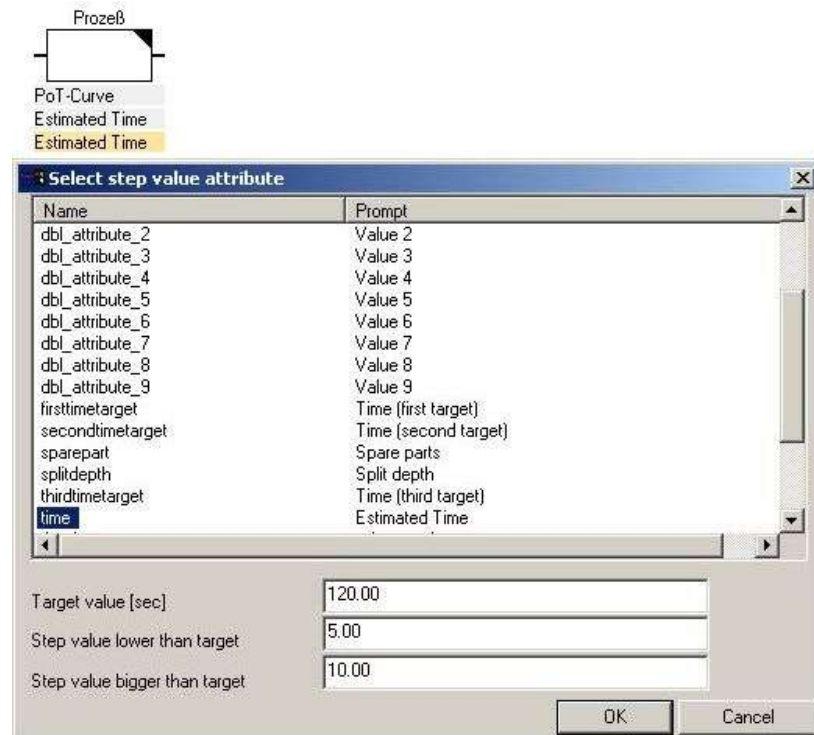 Prozeß
PoT-Curve
Estimated Time
Estimated Time
Select step value attribute
Name Prompt
dbl_attribute_2 Value 2
dbl_attribute_3 Value 3
dbl_attribute_4 Value 4
dbl_attribute_5 Value 5
dbl_attribute_6 Value 6
dbl_attribute_7 Value 7
dbl_attribute_8 Value 8
dbl_attribute_9 Value 9
firsttimetarget Time (first target)
secondtimetarget Time (second target)
sparepart Spare parts
splitdepth Split depth
thirdtimetarget Time (third target)
time Estimated Time
Target value [sec] 120.00
Step value lower than target 5.00
Step value bigger than target 10.00
OK Cancel